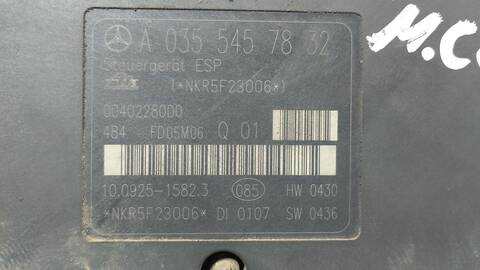 A 035 545 78 32
Steuergerät ESP
(*NKR5F23006*)
0040228000
484 FD05M06 Q 01
10.0925-1582.3 085 HW 0430
*NKR5F23006* DI 0107 SW 0436
M.C